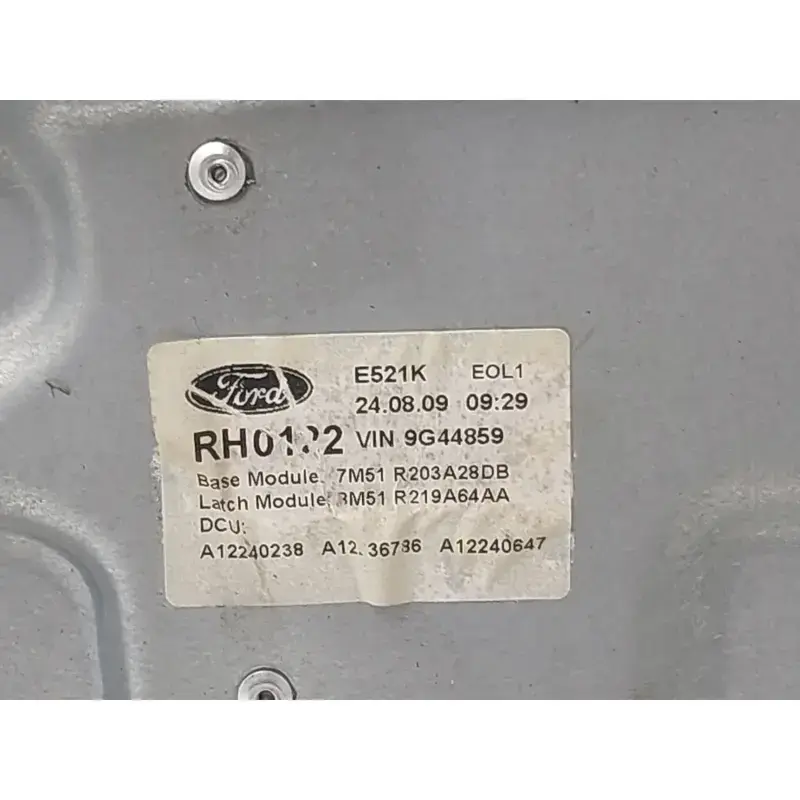 Ford E521K EOL1
24.08.09 09:29
VIN 9G44859
Base Module: 7M51 R203A28DB
Latch Module: R219A64AA
DCU:
A12240238 A12240647